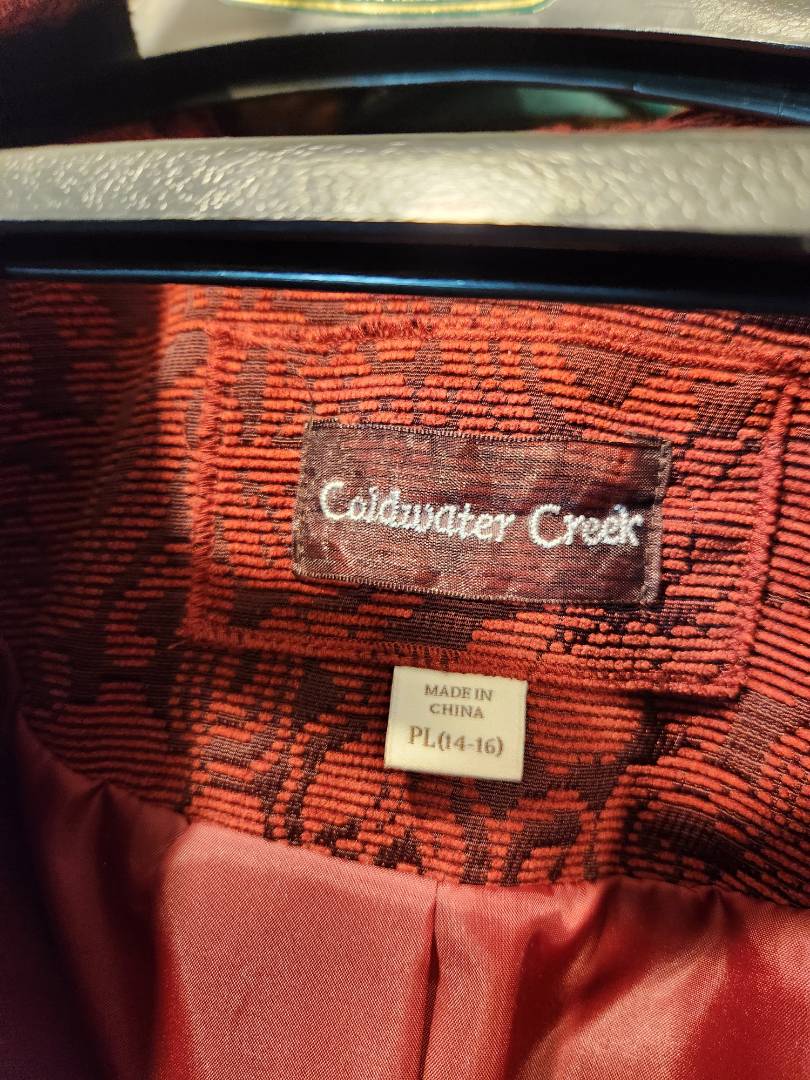 Coldwater Creek
MADE IN
CHINA
PL(14-16)